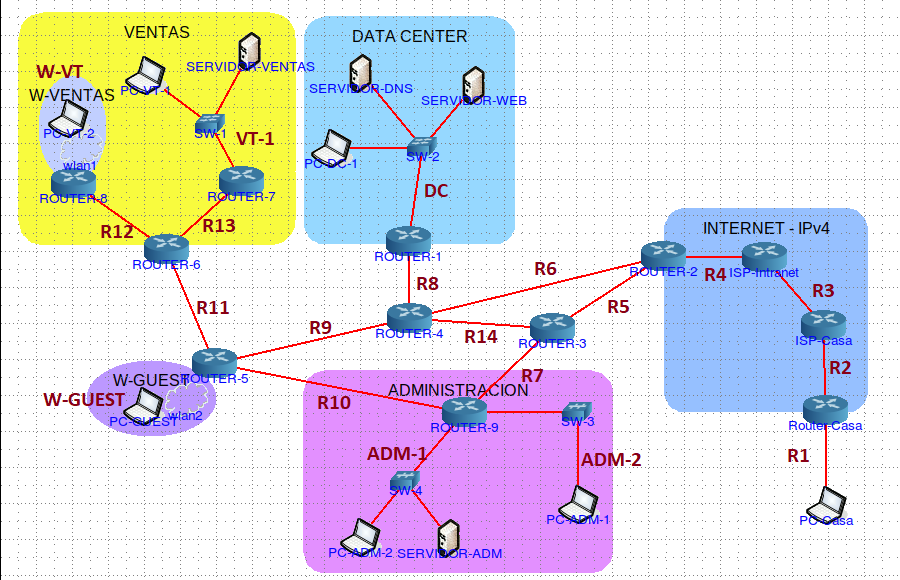 VENTAS
SERVIDOR-VENTAS
W-VT
PC-VT-1
W-VENTAS
PC-VT-2
SW-1
VT-1
wlan1
ROUTER-8
ROUTER-7
R12
R13
ROUTER-6
DATA CENTER
SERVIDOR-DNS
SERVIDOR-WEB
PC-DC-1
SW-2
DC
ROUTER-1
INTERNET - IPv4
ROUTER-2
R4
ISP-Intranet
R3
ISP-Casa
R2
Router-Casa
R1
PC-Casa
R6
R5
R8
ROUTER-4
R14
ROUTER-3
R11
R9
R7
ROUTER-5
W-GUEST
W-GUEST
wlan2
PC-GUEST
R10
ADMINISTRACION
ROUTER-9
SW-3
ADM-1
ADM-2
SW-4
PC-ADM-1
PC-ADM-2
SERVIDOR-ADM